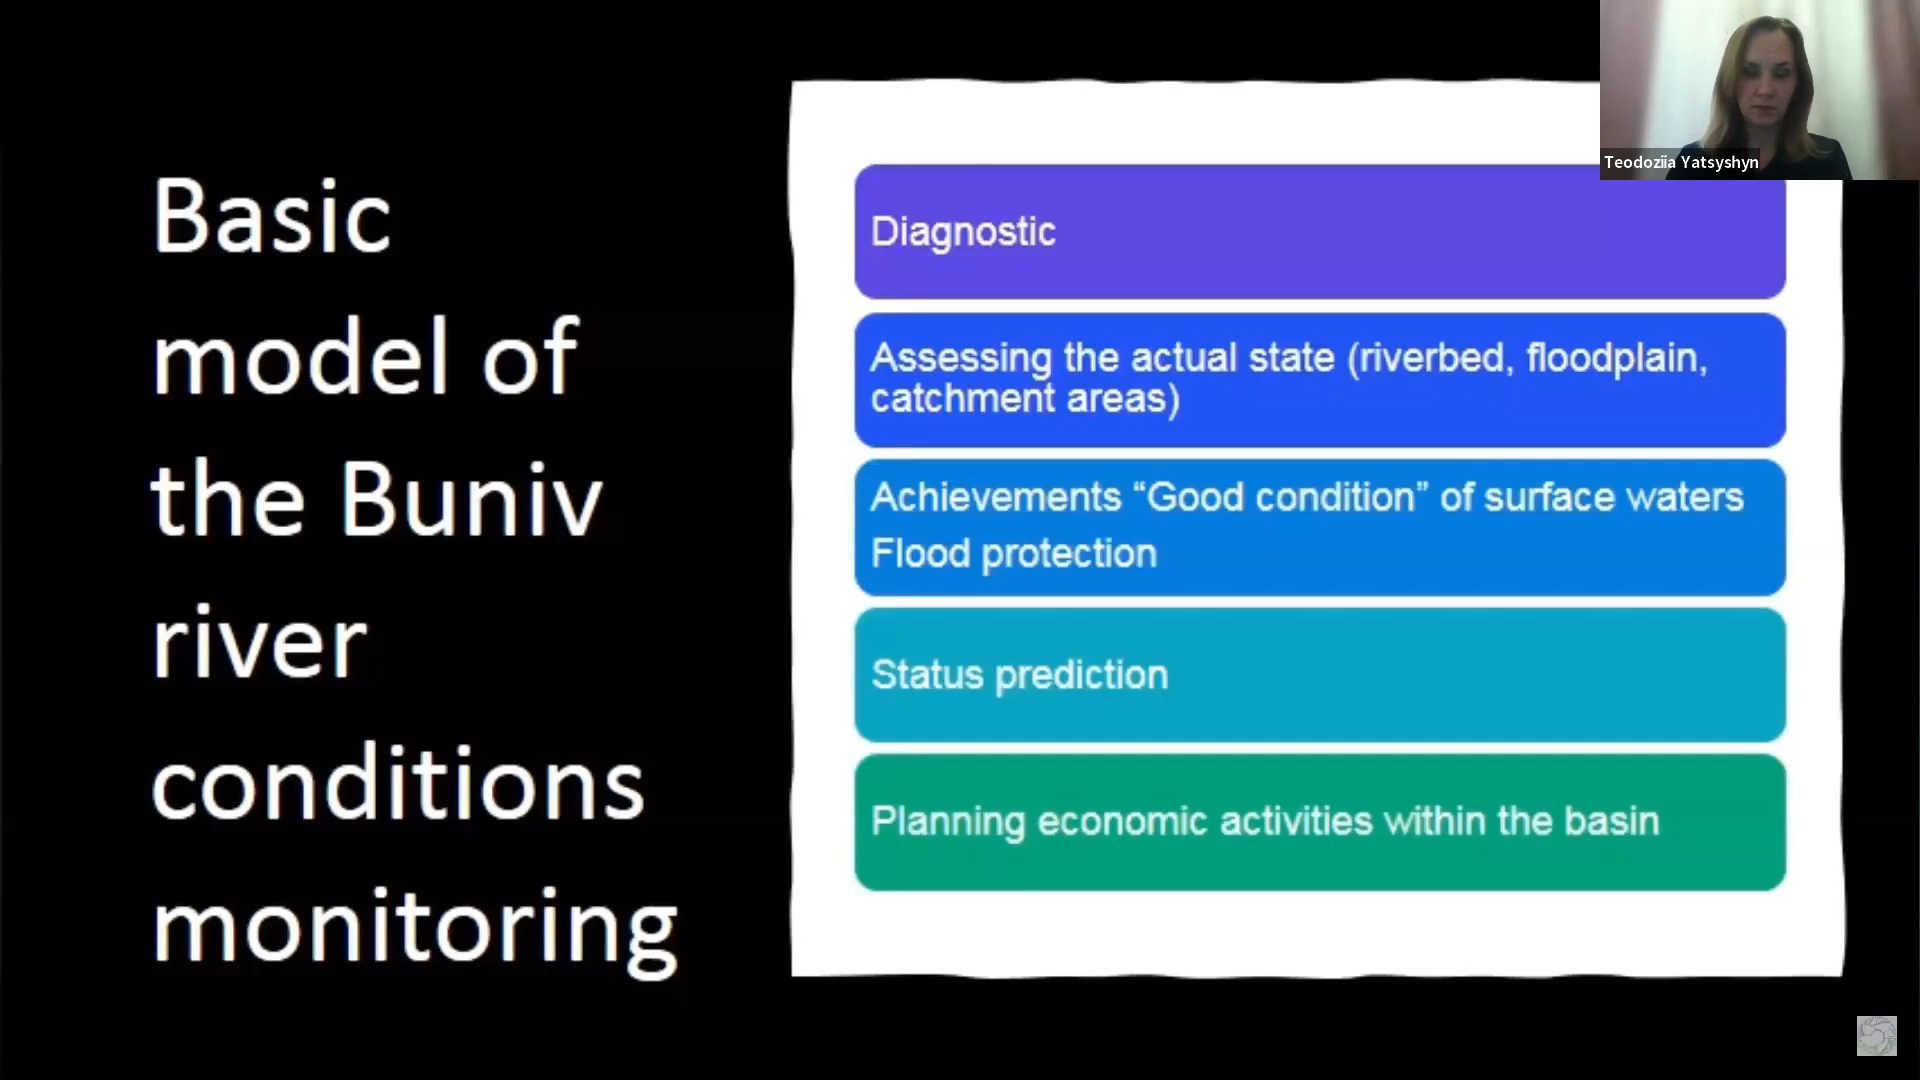 Basic
model of
the Buniv
river
conditions
monitoring
Diagnostic
Assessing the actual state (riverbed, floodplain,
catchment areas)
Achievements “Good condition” of surface waters
Flood protection
Status prediction
Planning economic activities within the basin
Teodoziia Yatsyshyn